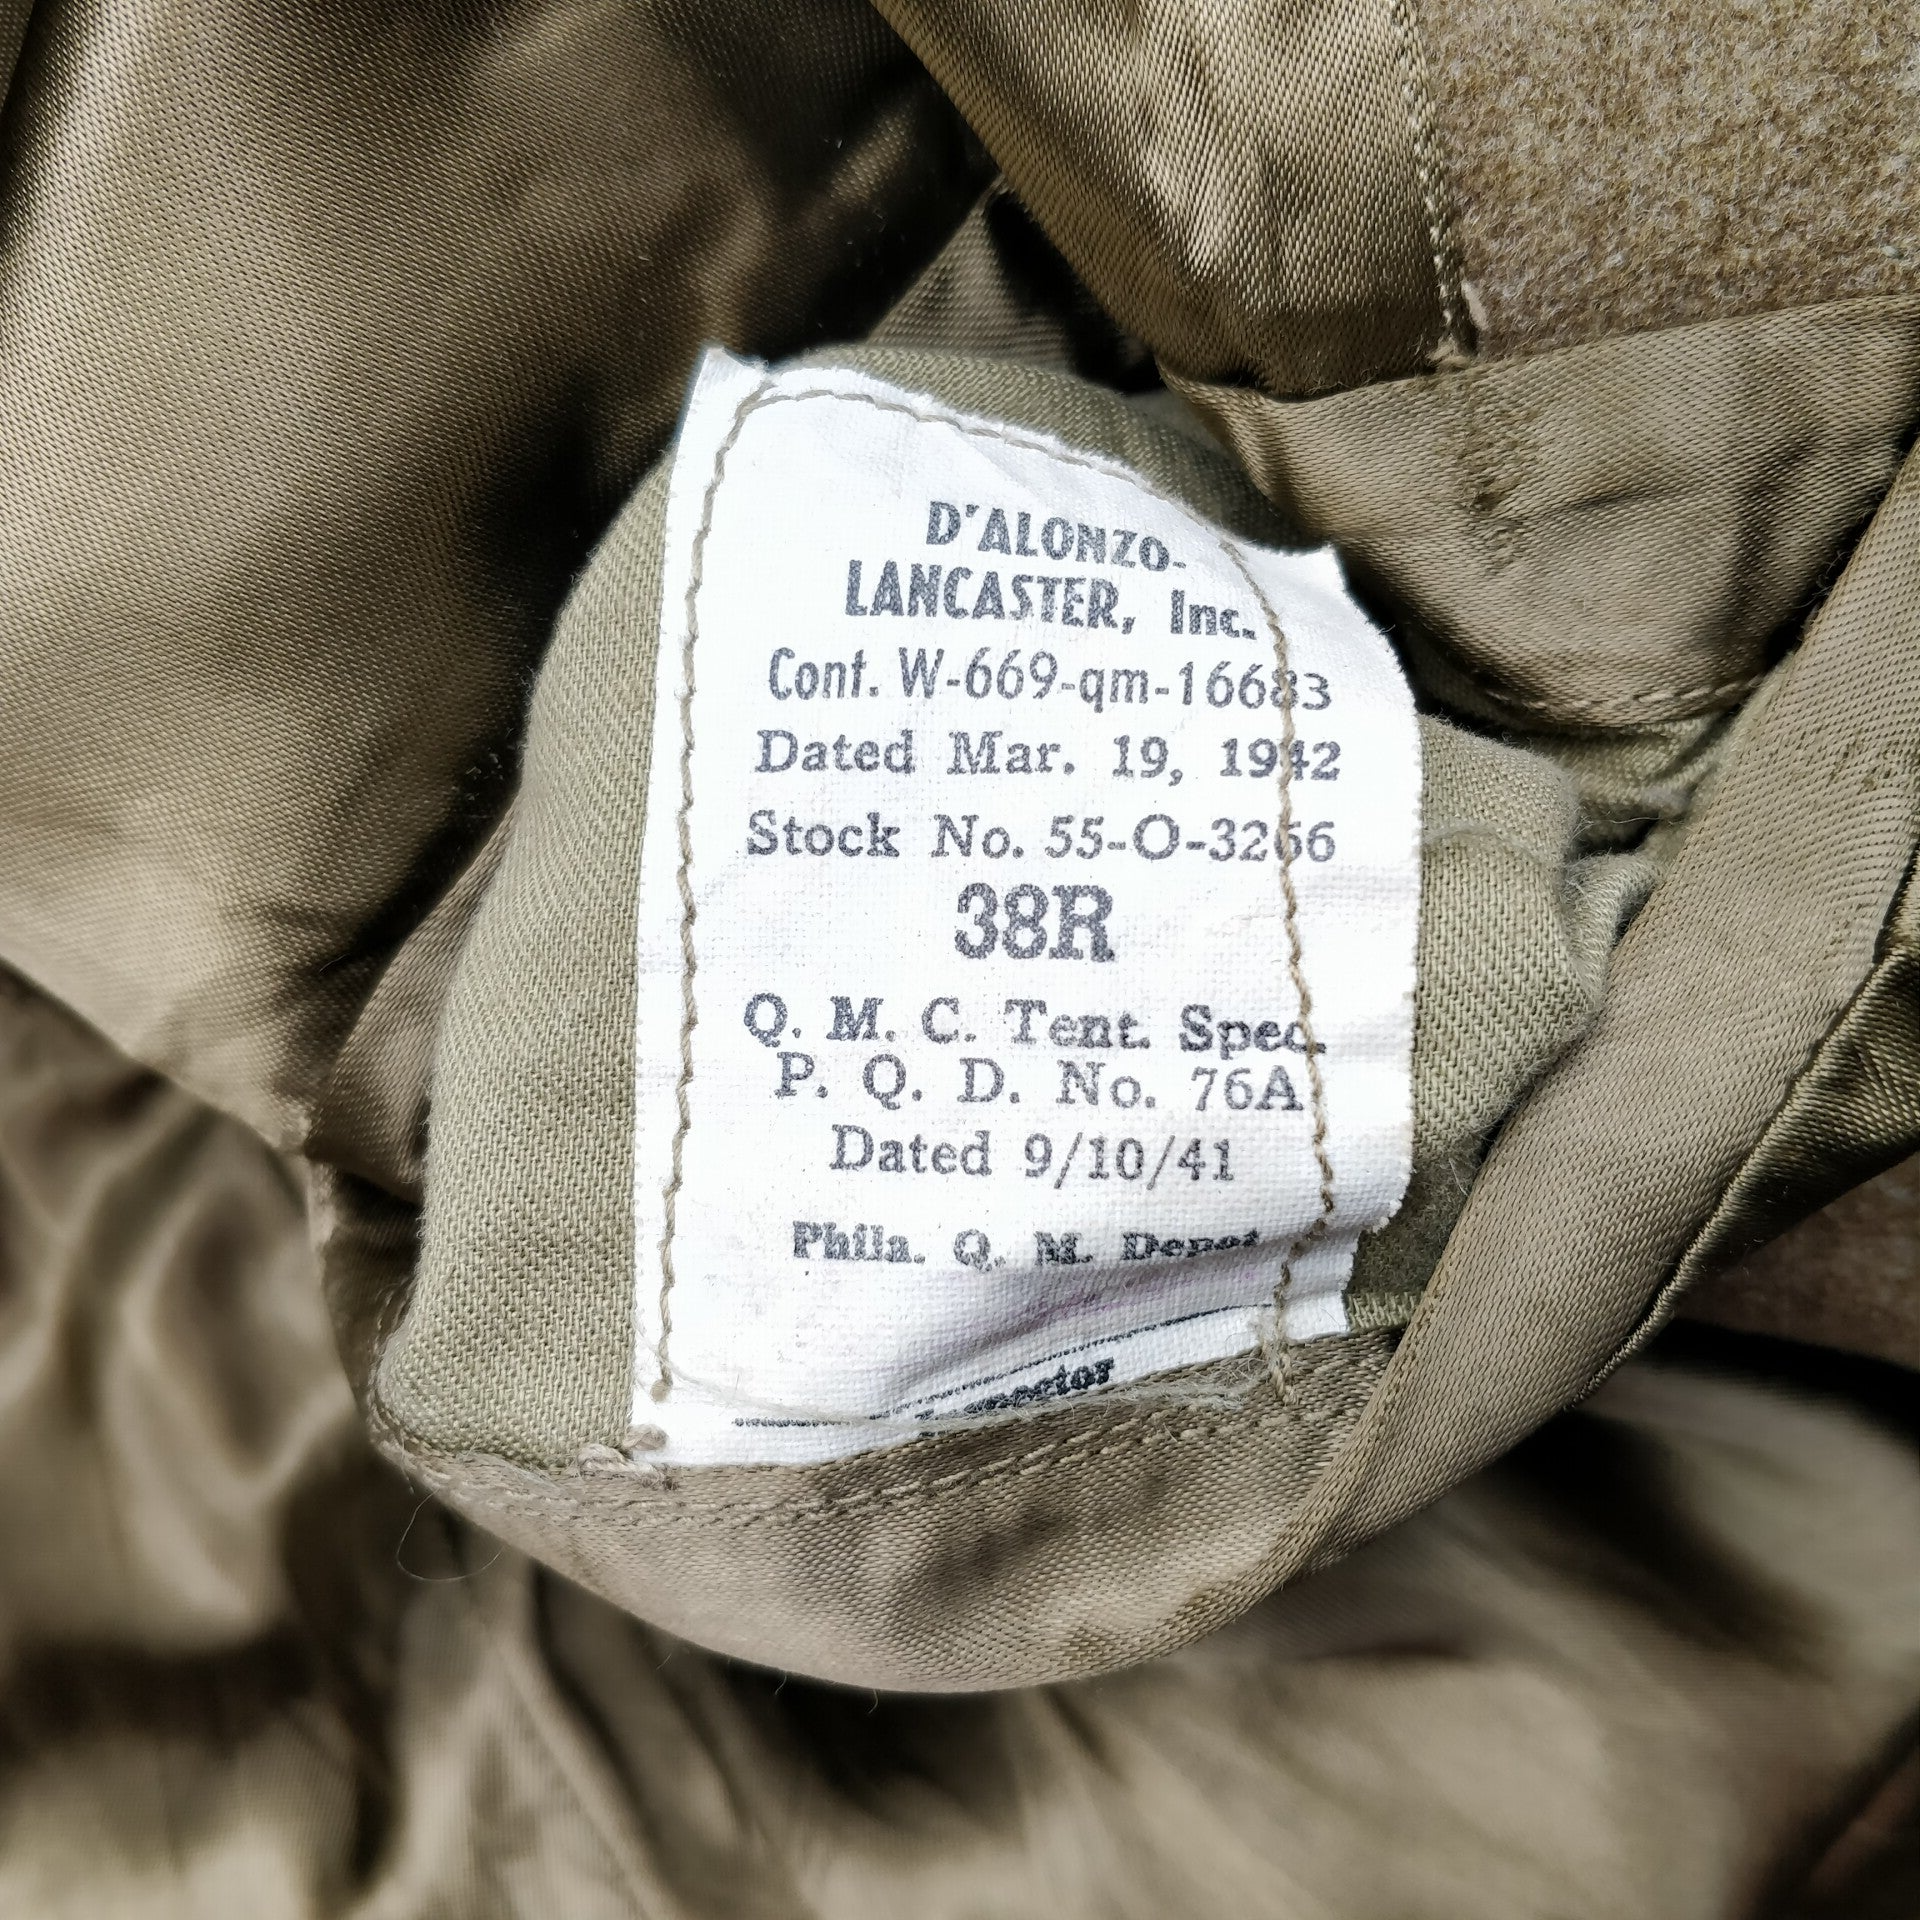 D'ALONZO-
LANCASTER, Inc.
Cont. W-669-qm-16683
Dated Mar. 19, 1942
Stock No. 55-O-3266
38R
Q. M. C. Tent. Spec.
P. Q. D. No. 76A
Dated 9/10/41
Phila. Q. M. Depot
Inspector